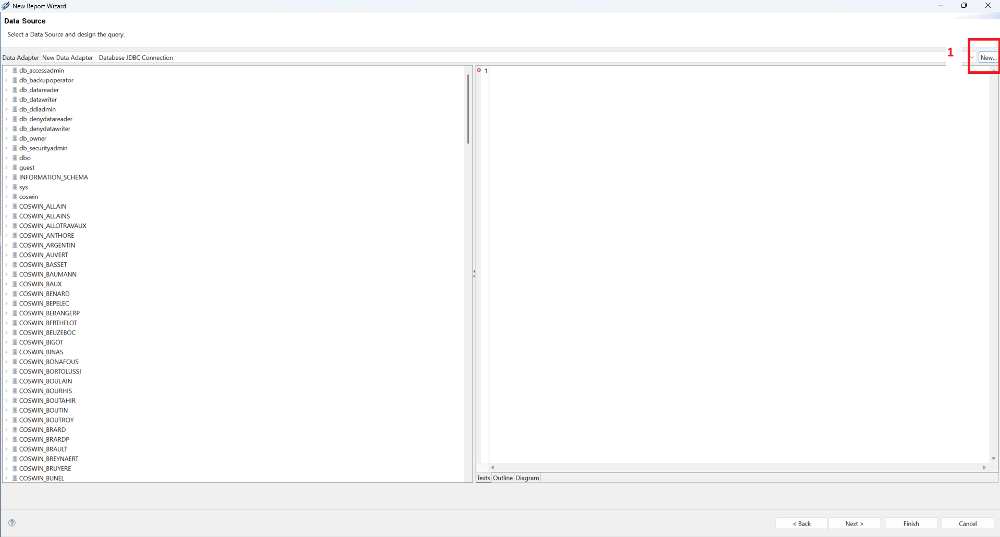 New Report Wizard
Data Source
Select a Data Source and design the query.
Data Adapter New Data Adapter - Database JDBC Connection
1
New...
db_accessadmin
db_backupoperator
db_datareader
db_datawriter
db_ddladmin
db_denydatareader
db_denydatawriter
db_owner
db_securityadmin
dbo
guest
INFORMATION_SCHEMA
sys
coswin
COSWIN_ALLAIN
COSWIN_ALLAINS
COSWIN_ALLOTRAVAUX
COSWIN_ANTHORE
COSWIN_ARGENTIN
COSWIN_AUVERT
COSWIN_BASSET
COSWIN_BAUMANN
COSWIN_BAUX
COSWIN_BENARD
COSWIN_BEPELEC
COSWIN_BERANGERP
COSWIN_BERTHELOT
COSWIN_BEUZEBOC
COSWIN_BIGOT
COSWIN_BINAS
COSWIN_BONAFOUS
COSWIN_BORTOLUSSI
COSWIN_BOULAIN
COSWIN_BOURHIS
COSWIN_BOUTAHIR
COSWIN_BOUTIN
COSWIN_BOUTROY
COSWIN_BRARD
COSWIN_BRARDP
COSWIN_BRAULT
COSWIN_BREYNAERT
COSWIN_BRUYERE
COSWIN_BUNEL
1
Texts Outline Diagram
< Back Next > Finish Cancel